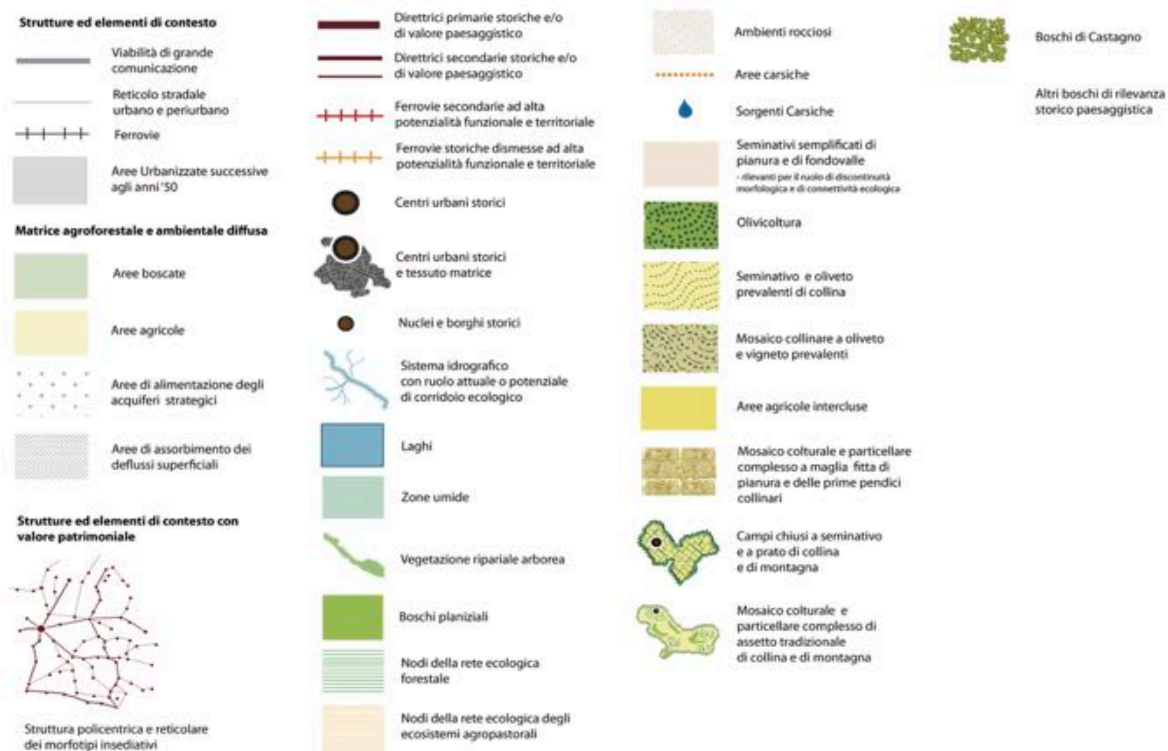 Strutture ed elementi di contesto
Viabilità di grande
comunicazione
Reticolo stradale
urbano e periurbano
Ferrovie
Aree Urbanizzate successive
agli anni '50
Matrice agroforestale e ambientale diffusa
Aree boscate
Aree agricole
Aree di alimentazione degli
acquiferi strategici
Aree di assorbimento dei
deflussi superficiali
Strutture ed elementi di contesto con
valore patrimoniale
Struttura policentrica e reticolare
dei morfotipi insediativi
Direttrici primarie storiche e/o
di valore paesaggistico
Direttrici secondarie storiche e/o
di valore paesaggistico
Ferrovie secondarie ad alta
potenzialità funzionale e territoriale
Ferrovie storiche dismesse ad alta
potenzialità funzionale e territoriale
Centri urbani storici
Centri urbani storici
e tessuto matrice
Nuclei e borghi storici
Sistema idrografico
con ruolo attuale o potenziale
di corridoio ecologico
Laghi
Zone umide
Vegetazione ripariale arborea
Boschi planiziali
Nodi della rete ecologica
forestale
Nodi della rete ecologica degli
ecosistemi agropastorali
Ambienti rocciosi
Aree carsiche
Sorgenti Carsiche
Seminativi semplificati di
pianura e di fondovalle
- rilevanti per il ruolo di discontinuità
morfologica e di connettività ecologica
Olivicoltura
Seminativo e oliveto
prevalenti di collina
Mosaico collinare a oliveto
e vigneto prevalenti
Aree agricole intercluse
Mosaico colturale e particellare
complesso a maglia fitta di
pianura e delle prime pendici
collinari
Campi chiusi a seminativo
e a prato di collina
e di montagna
Mosaico colturale e
particellare complesso di
assetto tradizionale
di collina e di montagna
Boschi di Castagno
Altri boschi di rilevanza
storico paesaggistica